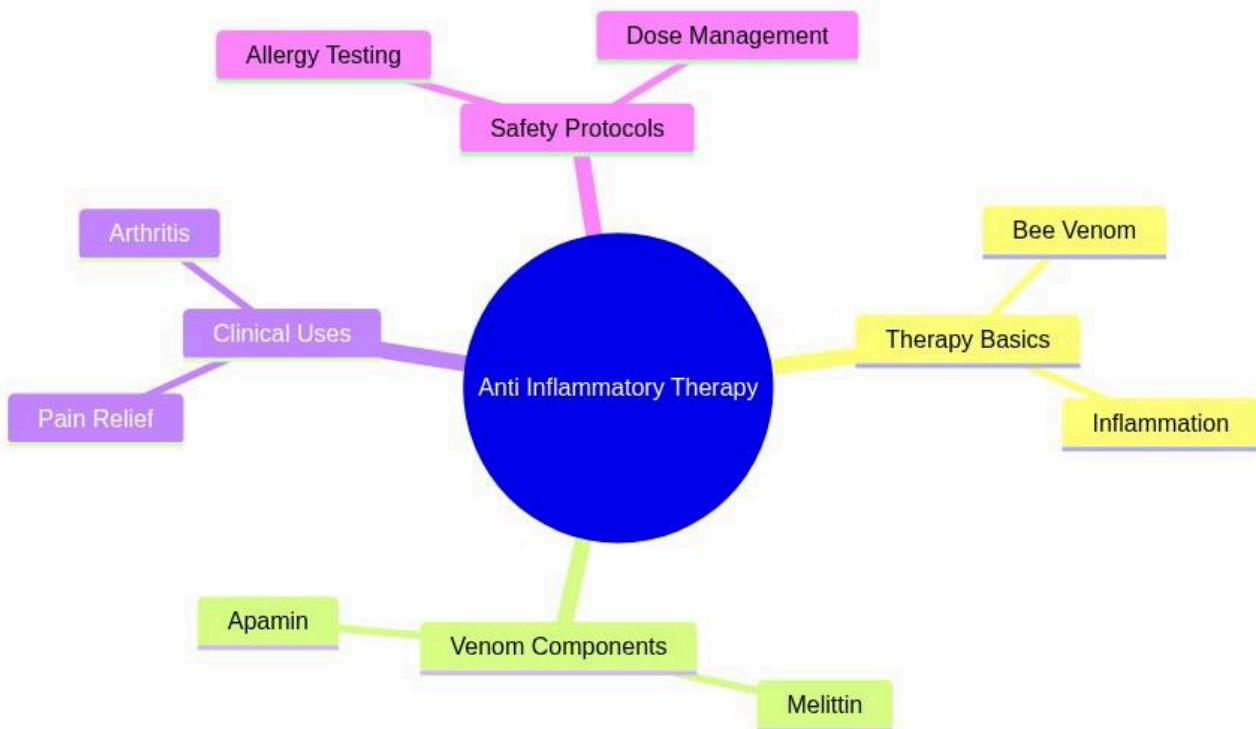 Dose Management
Allergy Testing
Safety Protocols
Bee Venom
Arthritis
Clinical Uses
Therapy Basics
Anti Inflammatory Therapy
Pain Relief
Inflammation
Apamin
Venom Components
Melittin